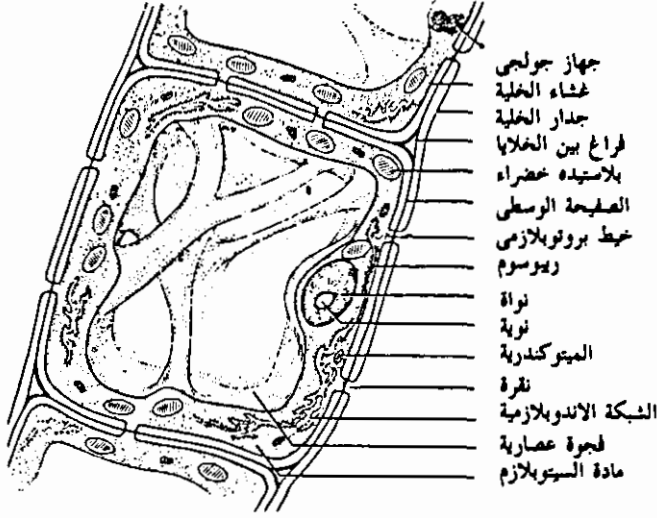 جهاز جولجى
غشاء الخلية
جدار الخلية
فراغ بين الخلايا
بلاستيده خضراء
الصفيحة الوسطى
خيط بروتوبلازمى
ريبوسوم
نواة
نوية
الميتوكندرية
نقرة
الشبكة الاندوبلازمية
فجوة عصارية
مادة السيتوبلازم